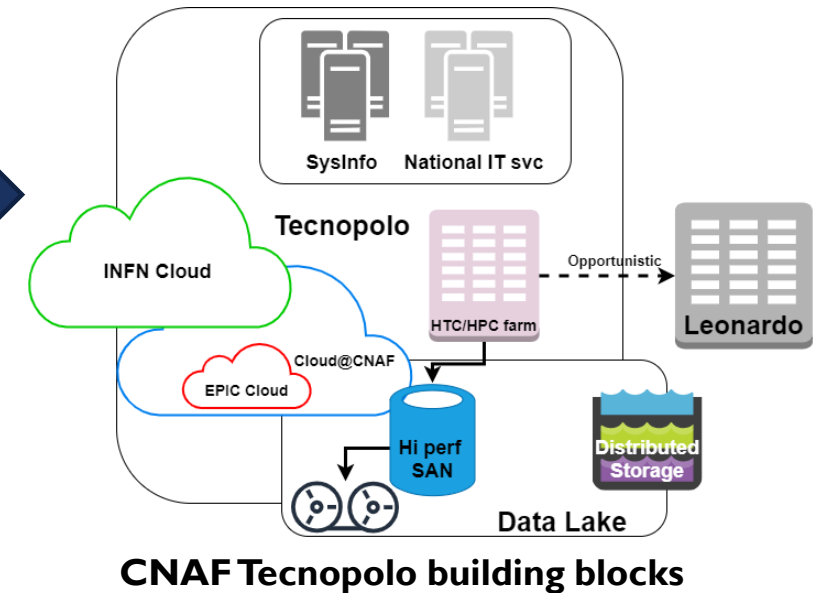 SysInfo
National IT svc
Tecnopolo
INFN Cloud
Opportunistic
HTC/HPC farm
Leonardo
Cloud@CNAF
EPIC Cloud
Hi perf
SAN
Distributed
Storage
Data Lake
CNAF Tecnopolo building blocks